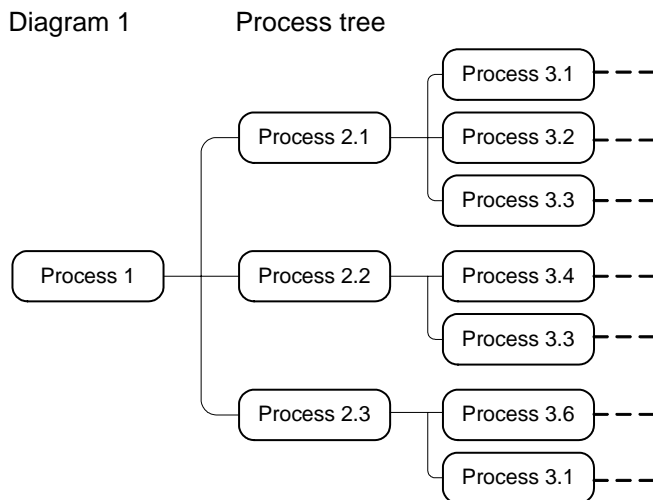 Diagram 1 Process tree
Process 3.1
Process 2.1
Process 3.2
Process 3.3
Process 1
Process 2.2
Process 3.4
Process 3.3
Process 2.3
Process 3.6
Process 3.1